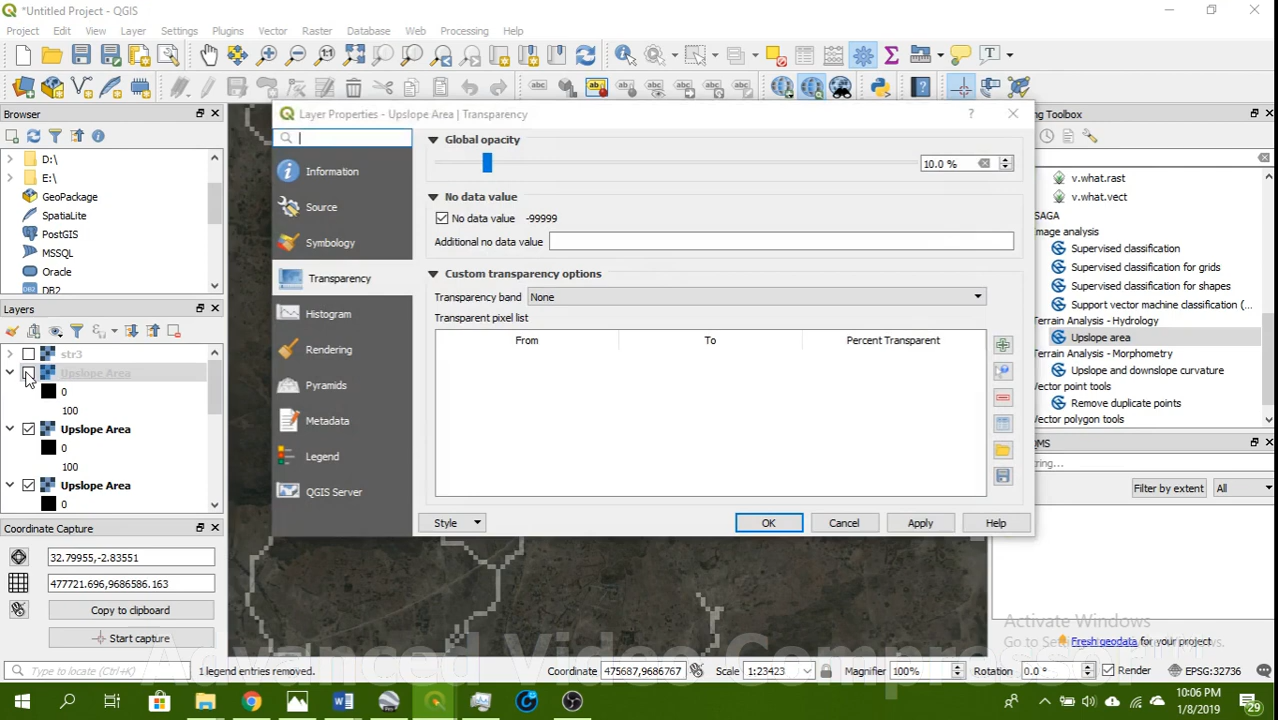 *Untitled Project - QGIS
Project Edit View Layer Settings Plugins Vector Raster Database Web Processing
Browser
D:\
E:\
GeoPackage
SpatiaLite
PostGIS
MSSQL
Oracle
DB2
Layers
str3
Upslope Area
0
100
Upslope Area
0
100
Upslope Area
0
Coordinate Capture
32.79955,-2.83551
477721.696,9686586.163
Copy to clipboard
Start capture
Layer Properties - Upslope Area | Transparency
Information
Source
Symbology
Transparency
Histogram
Rendering
Pyramids
Metadata
Legend
QGIS Server
Global opacity
10.0 %
No data value
No data value -99999
Additional no data value
Custom transparency options
Transparency band None
Transparent pixel list
From To Percent Transparent
Style OK Cancel Apply Help
ng Toolbox
v.what.rast
v.what.vect
SAGA
mage analysis
Supervised classification
Supervised classification for grids
Supervised classification for shapes
Support vector machine classification (...
Terrain Analysis - Hydrology
Upslope area
Terrain Analysis - Morphometry
Upslope and downslope curvature
Vector point tools
Remove duplicate points
Vector polygon tools
QMS
tring...
Filter by extent All
Activate Windows
Go to Settings to activate Windows.
Fresh geodata for your project
Advanced Video Compressor
Type to locate (Ctrl+K) 1 legend entries removed. Coordinate 475687,9686767 Scale 1:23423 Magnifier 100% Rotation 0.0 ° Render EPSG:32736
10:06 PM
1/8/2019
29